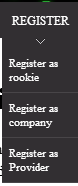 REGISTER
Register as
rookie
Register as
company
Register as
Provider